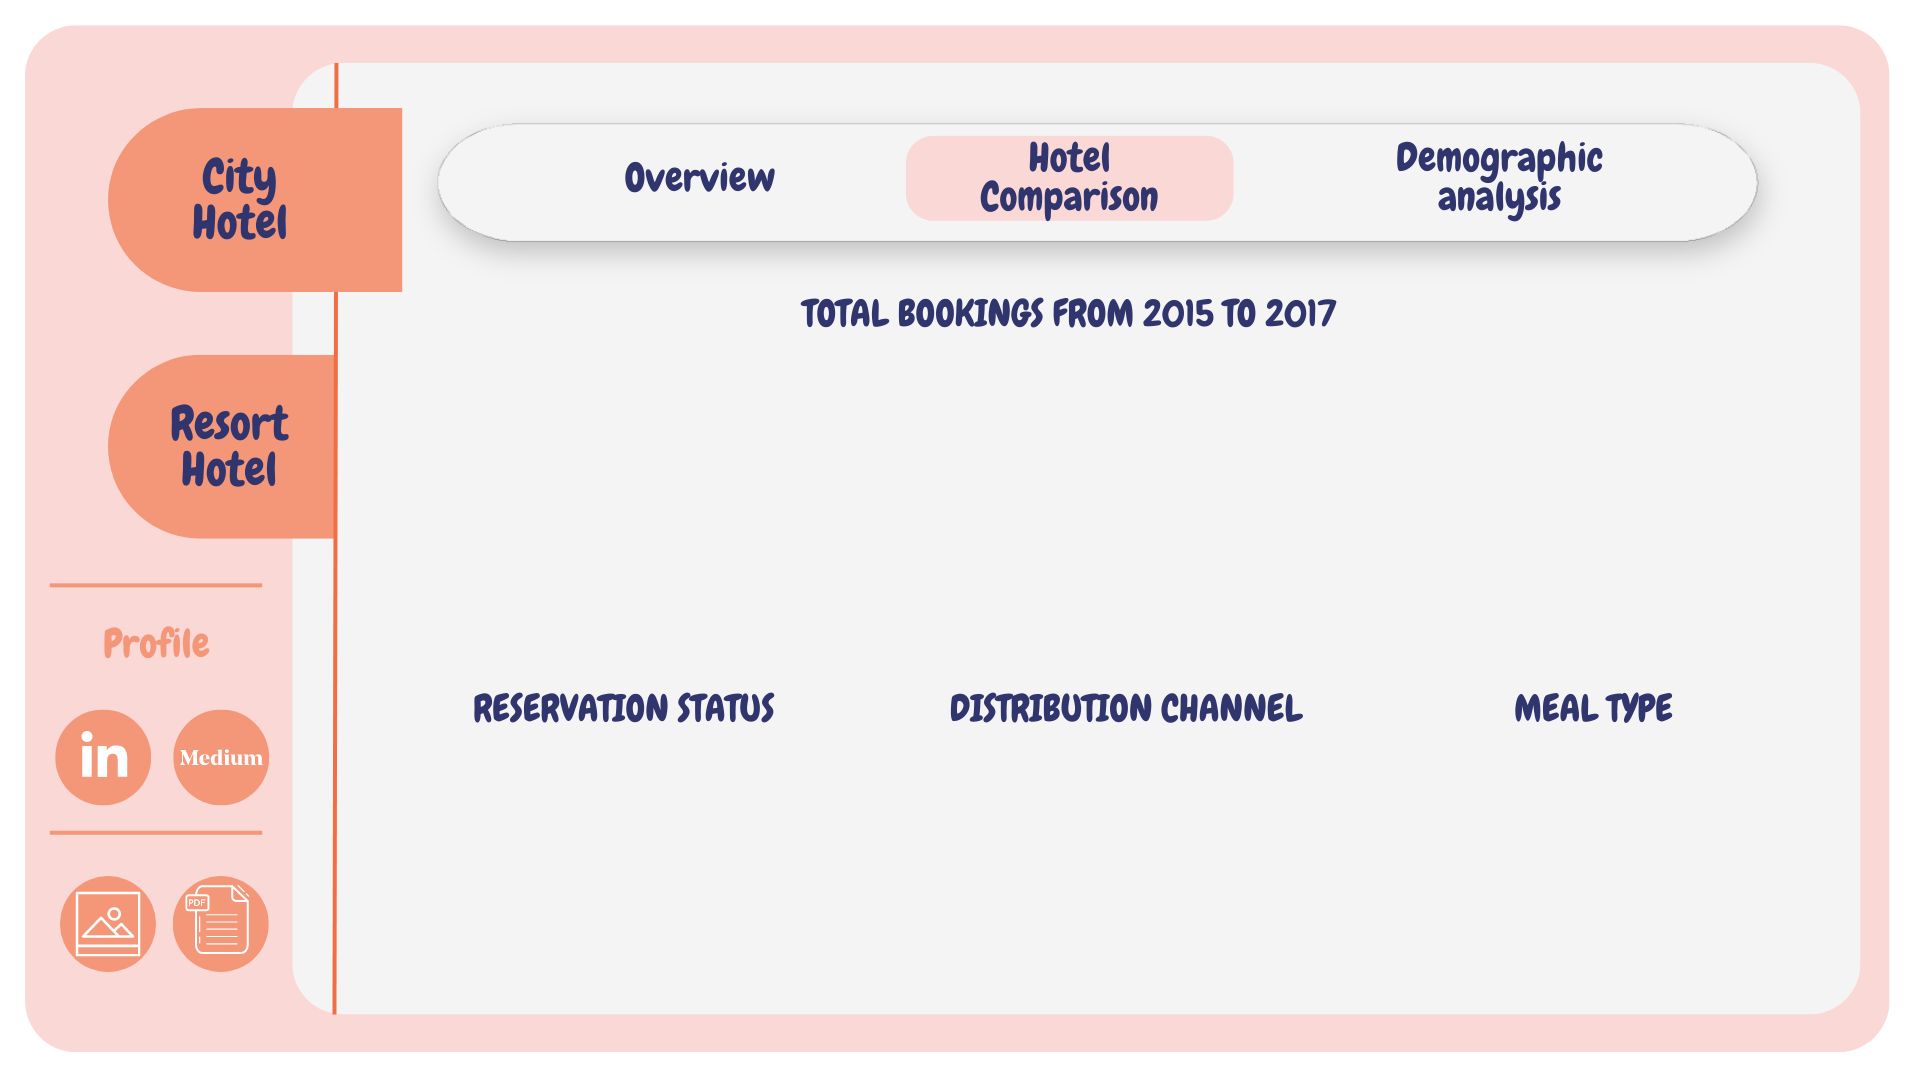 City
Hotel
Resort
Hotel
Profile
in
Medium
PDF
Overview
Hotel
Comparison
Demographic
analysis
TOTAL BOOKINGS FROM 2015 TO 2017
RESERVATION STATUS
DISTRIBUTION CHANNEL
MEAL TYPE